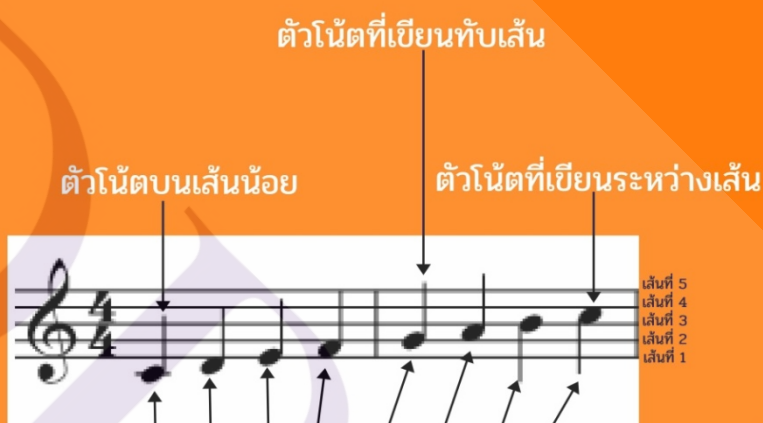 ตัวโน้ตที่เขียนทับเส้น
ตัวโน้ตบนเส้นน้อย
ตัวโน้ตที่เขียนระหว่างเส้น
4
4
เส้นที่ 5
เส้นที่ 4
เส้นที่ 3
เส้นที่ 2
เส้นที่ 1